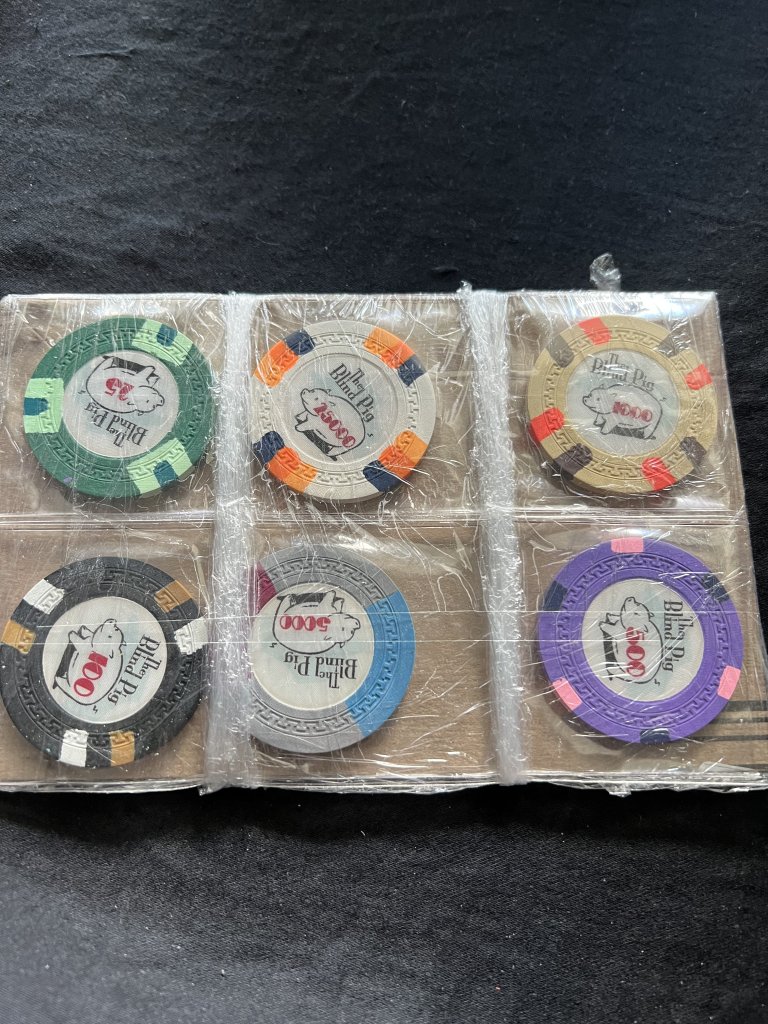 The
Blind Pig
25
The
Blind Pig
25000
The
Blind Pig
1000
The
Blind Pig
100
The
Blind Pig
5000
The
Blind Pig
500